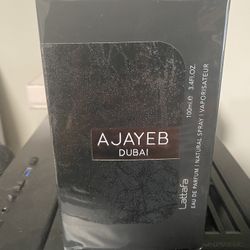 AJAYEB
DUBAI
Lattafa
EAU DE PARFUM / NATURAL SPRAY / VAPORISATEUR
100ml ℮ 3.4FL.OZ.